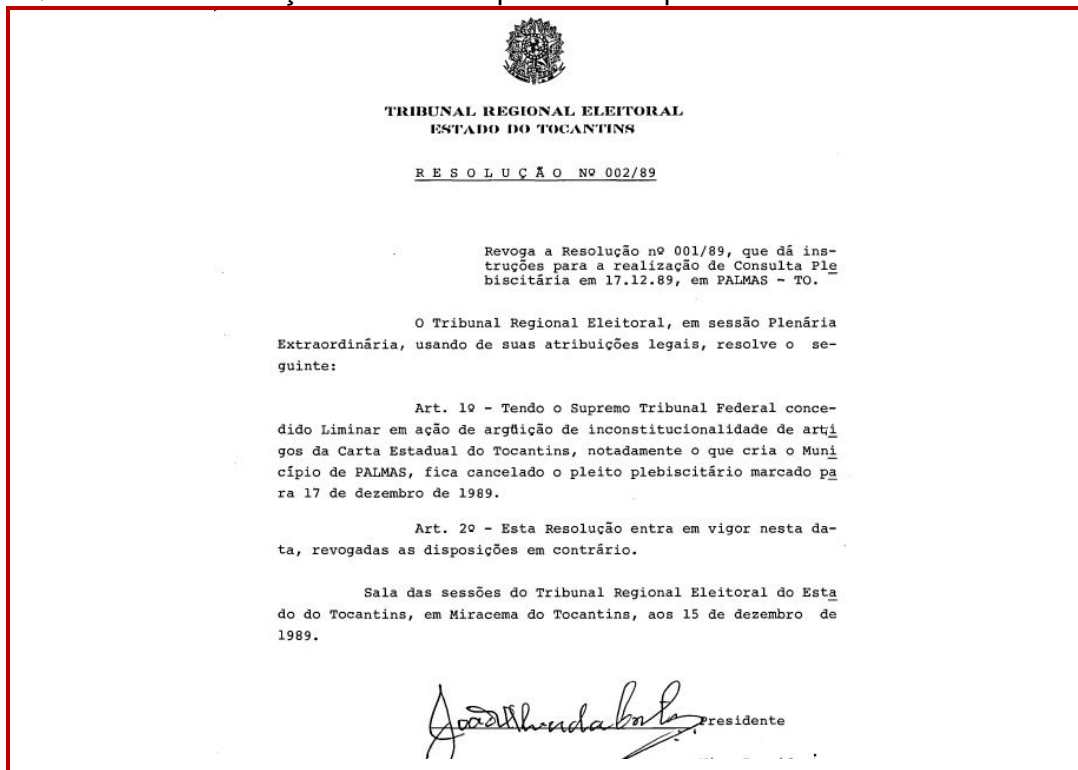 TRIBUNAL REGIONAL ELEITORAL
ESTADO DO TOCANTINS
R E S O L U Ç Ã O Nº 002/89
Revoga a Resolução nº 001/89, que dá ins-
truções para a realização de Consulta Ple
biscitária em 17.12.89, em PALMAS - TO.
O Tribunal Regional Eleitoral, em sessão Plenária
Extraordinária, usando de suas atribuições legais, resolve o se-
guinte:
Art. 1º - Tendo o Supremo Tribunal Federal conce-
dido Liminar em ação de argüição de inconstitucionalidade de arti
gos da Carta Estadual do Tocantins, notadamente o que cria o Muni
cípio de PALMAS, fica cancelado o pleito plebiscitário marcado pa
ra 17 de dezembro de 1989.
Art. 2º - Esta Resolução entra em vigor nesta da-
ta, revogadas as disposições em contrário.
Sala das sessões do Tribunal Regional Eleitoral do Esta
do do Tocantins, em Miracema do Tocantins, aos 15 de dezembro de
1989.
Presidente